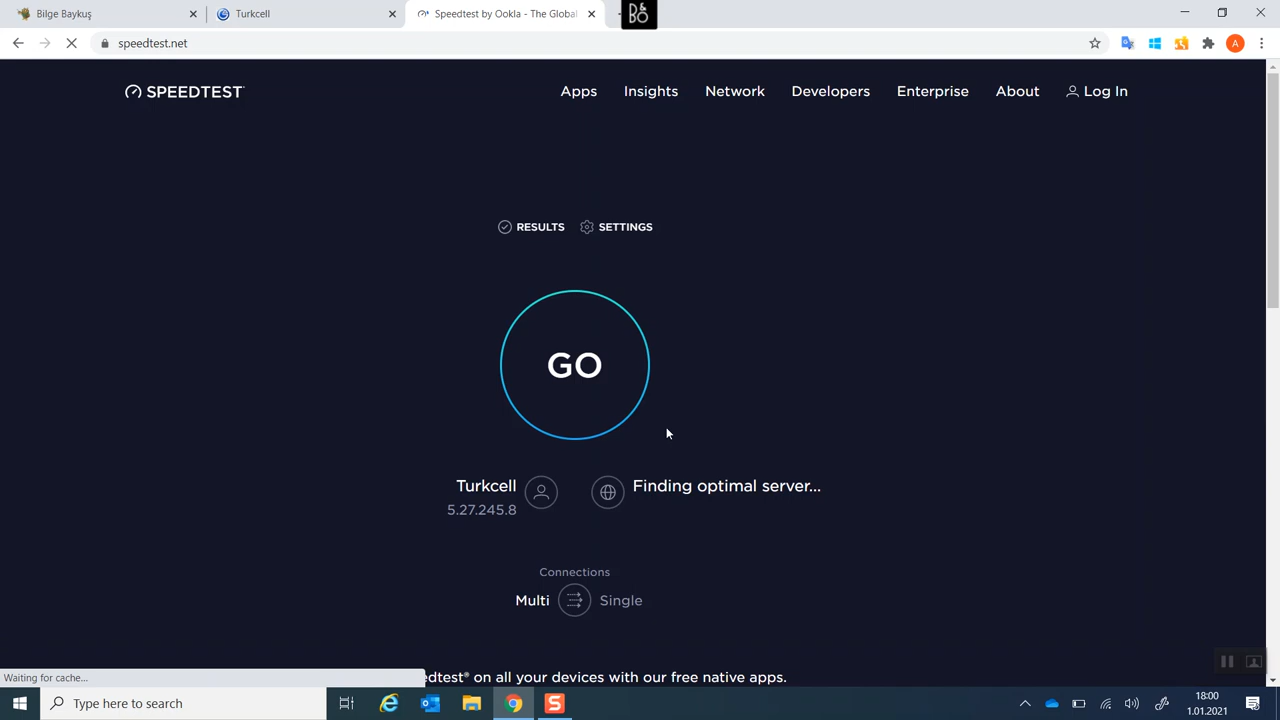 Bilge Baykuş
Turkcell
Speedtest by Ookla - The Global
B&O
speedtest.net
A
SPEEDTEST
Apps
Insights
Network
Developers
Enterprise
About
Log In
RESULTS
SETTINGS
GO
Turkcell
5.27.245.8
Finding optimal server...
Connections
Multi
Single
edtest® on all your devices with our free native apps.
Waiting for cache...
Type here to search
S
18:00
1.01.2021